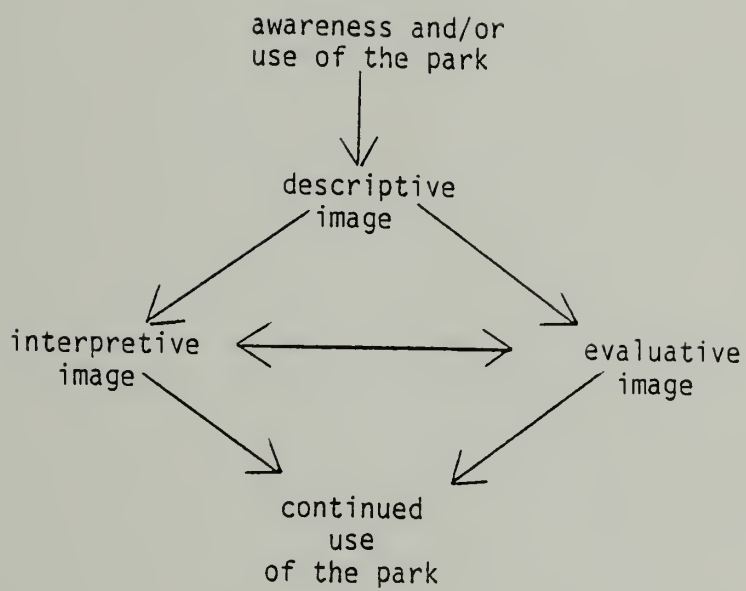 awareness and/or
use of the park
descriptive
image
interpretive
image
evaluative
image
continued
use
of the park